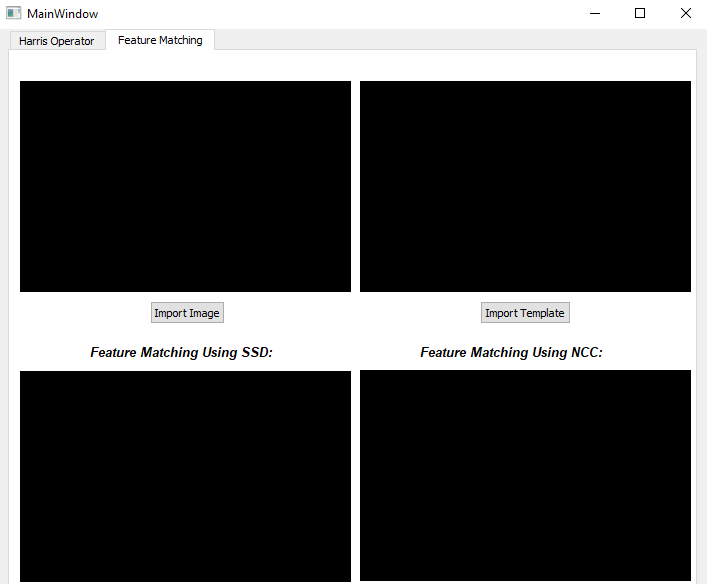 MainWindow
Harris Operator Feature Matching
Import Image Import Template
Feature Matching Using SSD: Feature Matching Using NCC: